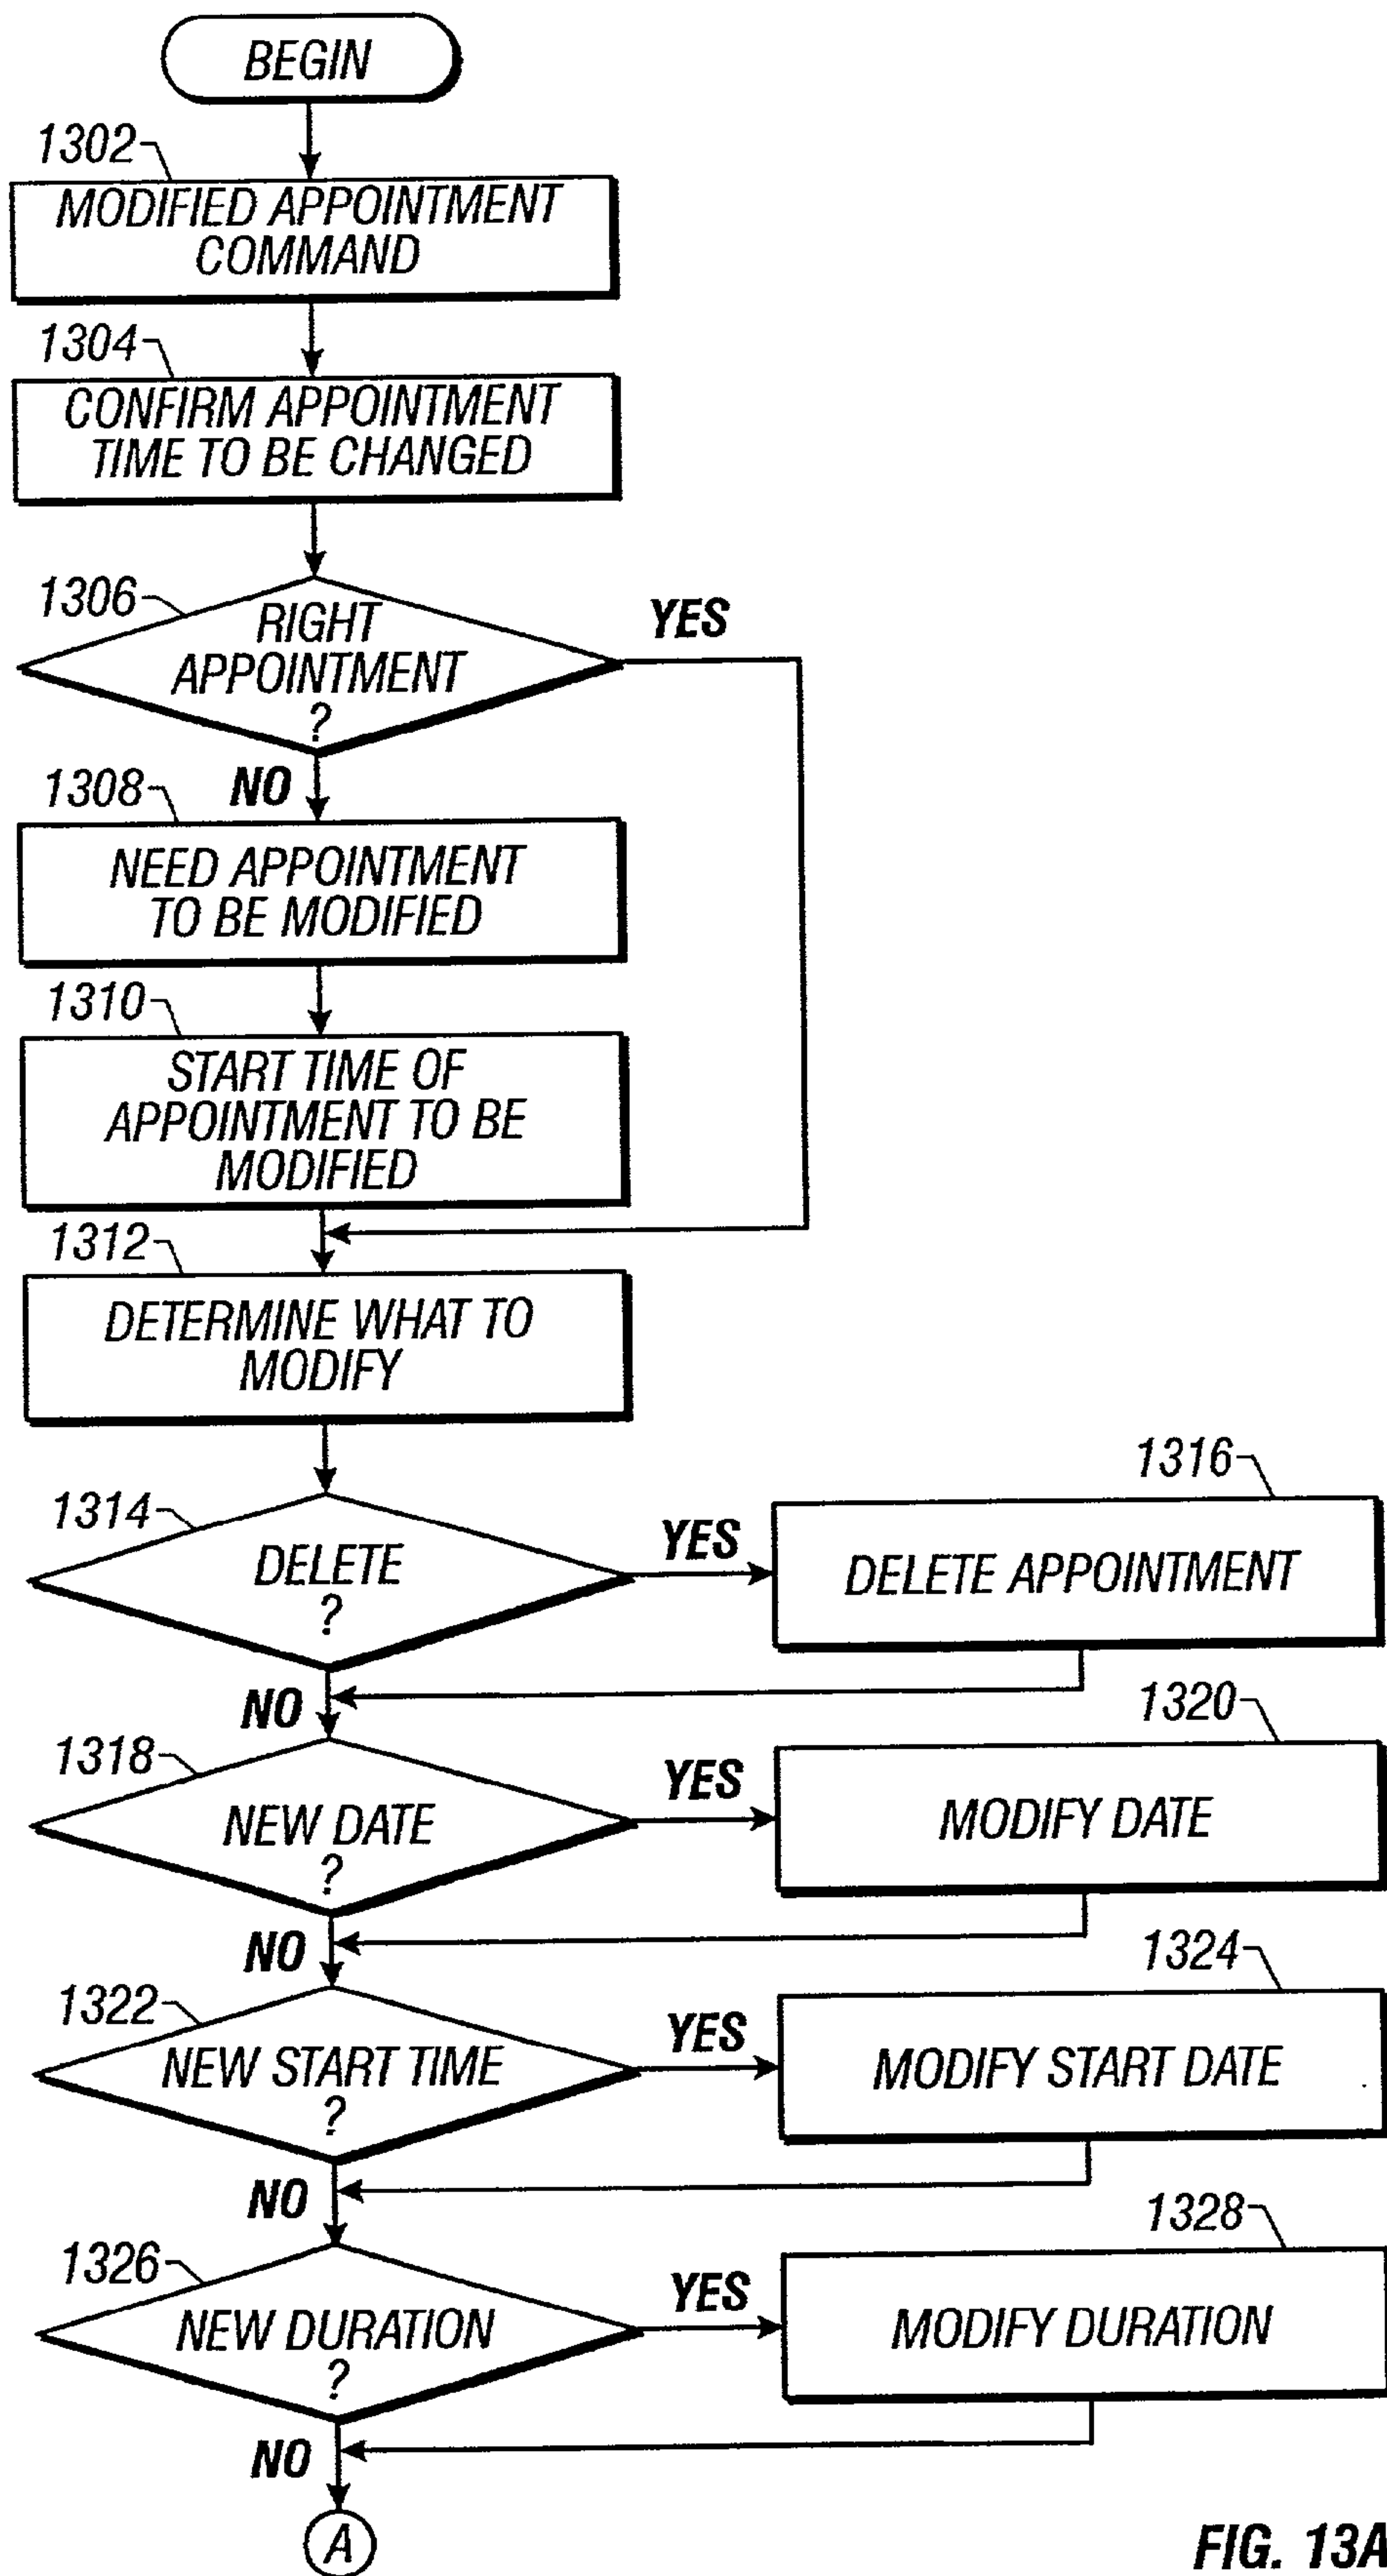 BEGIN
1302
MODIFIED APPOINTMENT
COMMAND
1304
CONFIRM APPOINTMENT
TIME TO BE CHANGED
1306
RIGHT
APPOINTMENT
?
YES
NO
1308
NEED APPOINTMENT
TO BE MODIFIED
1310
START TIME OF
APPOINTMENT TO BE
MODIFIED
1312
DETERMINE WHAT TO
MODIFY
1314
DELETE
?
YES
1316
DELETE APPOINTMENT
NO
1318
NEW DATE
?
YES
1320
MODIFY DATE
NO
1322
NEW START TIME
?
YES
1324
MODIFY START DATE
NO
1326
NEW DURATION
?
YES
1328
MODIFY DURATION
NO
A
FIG. 13A